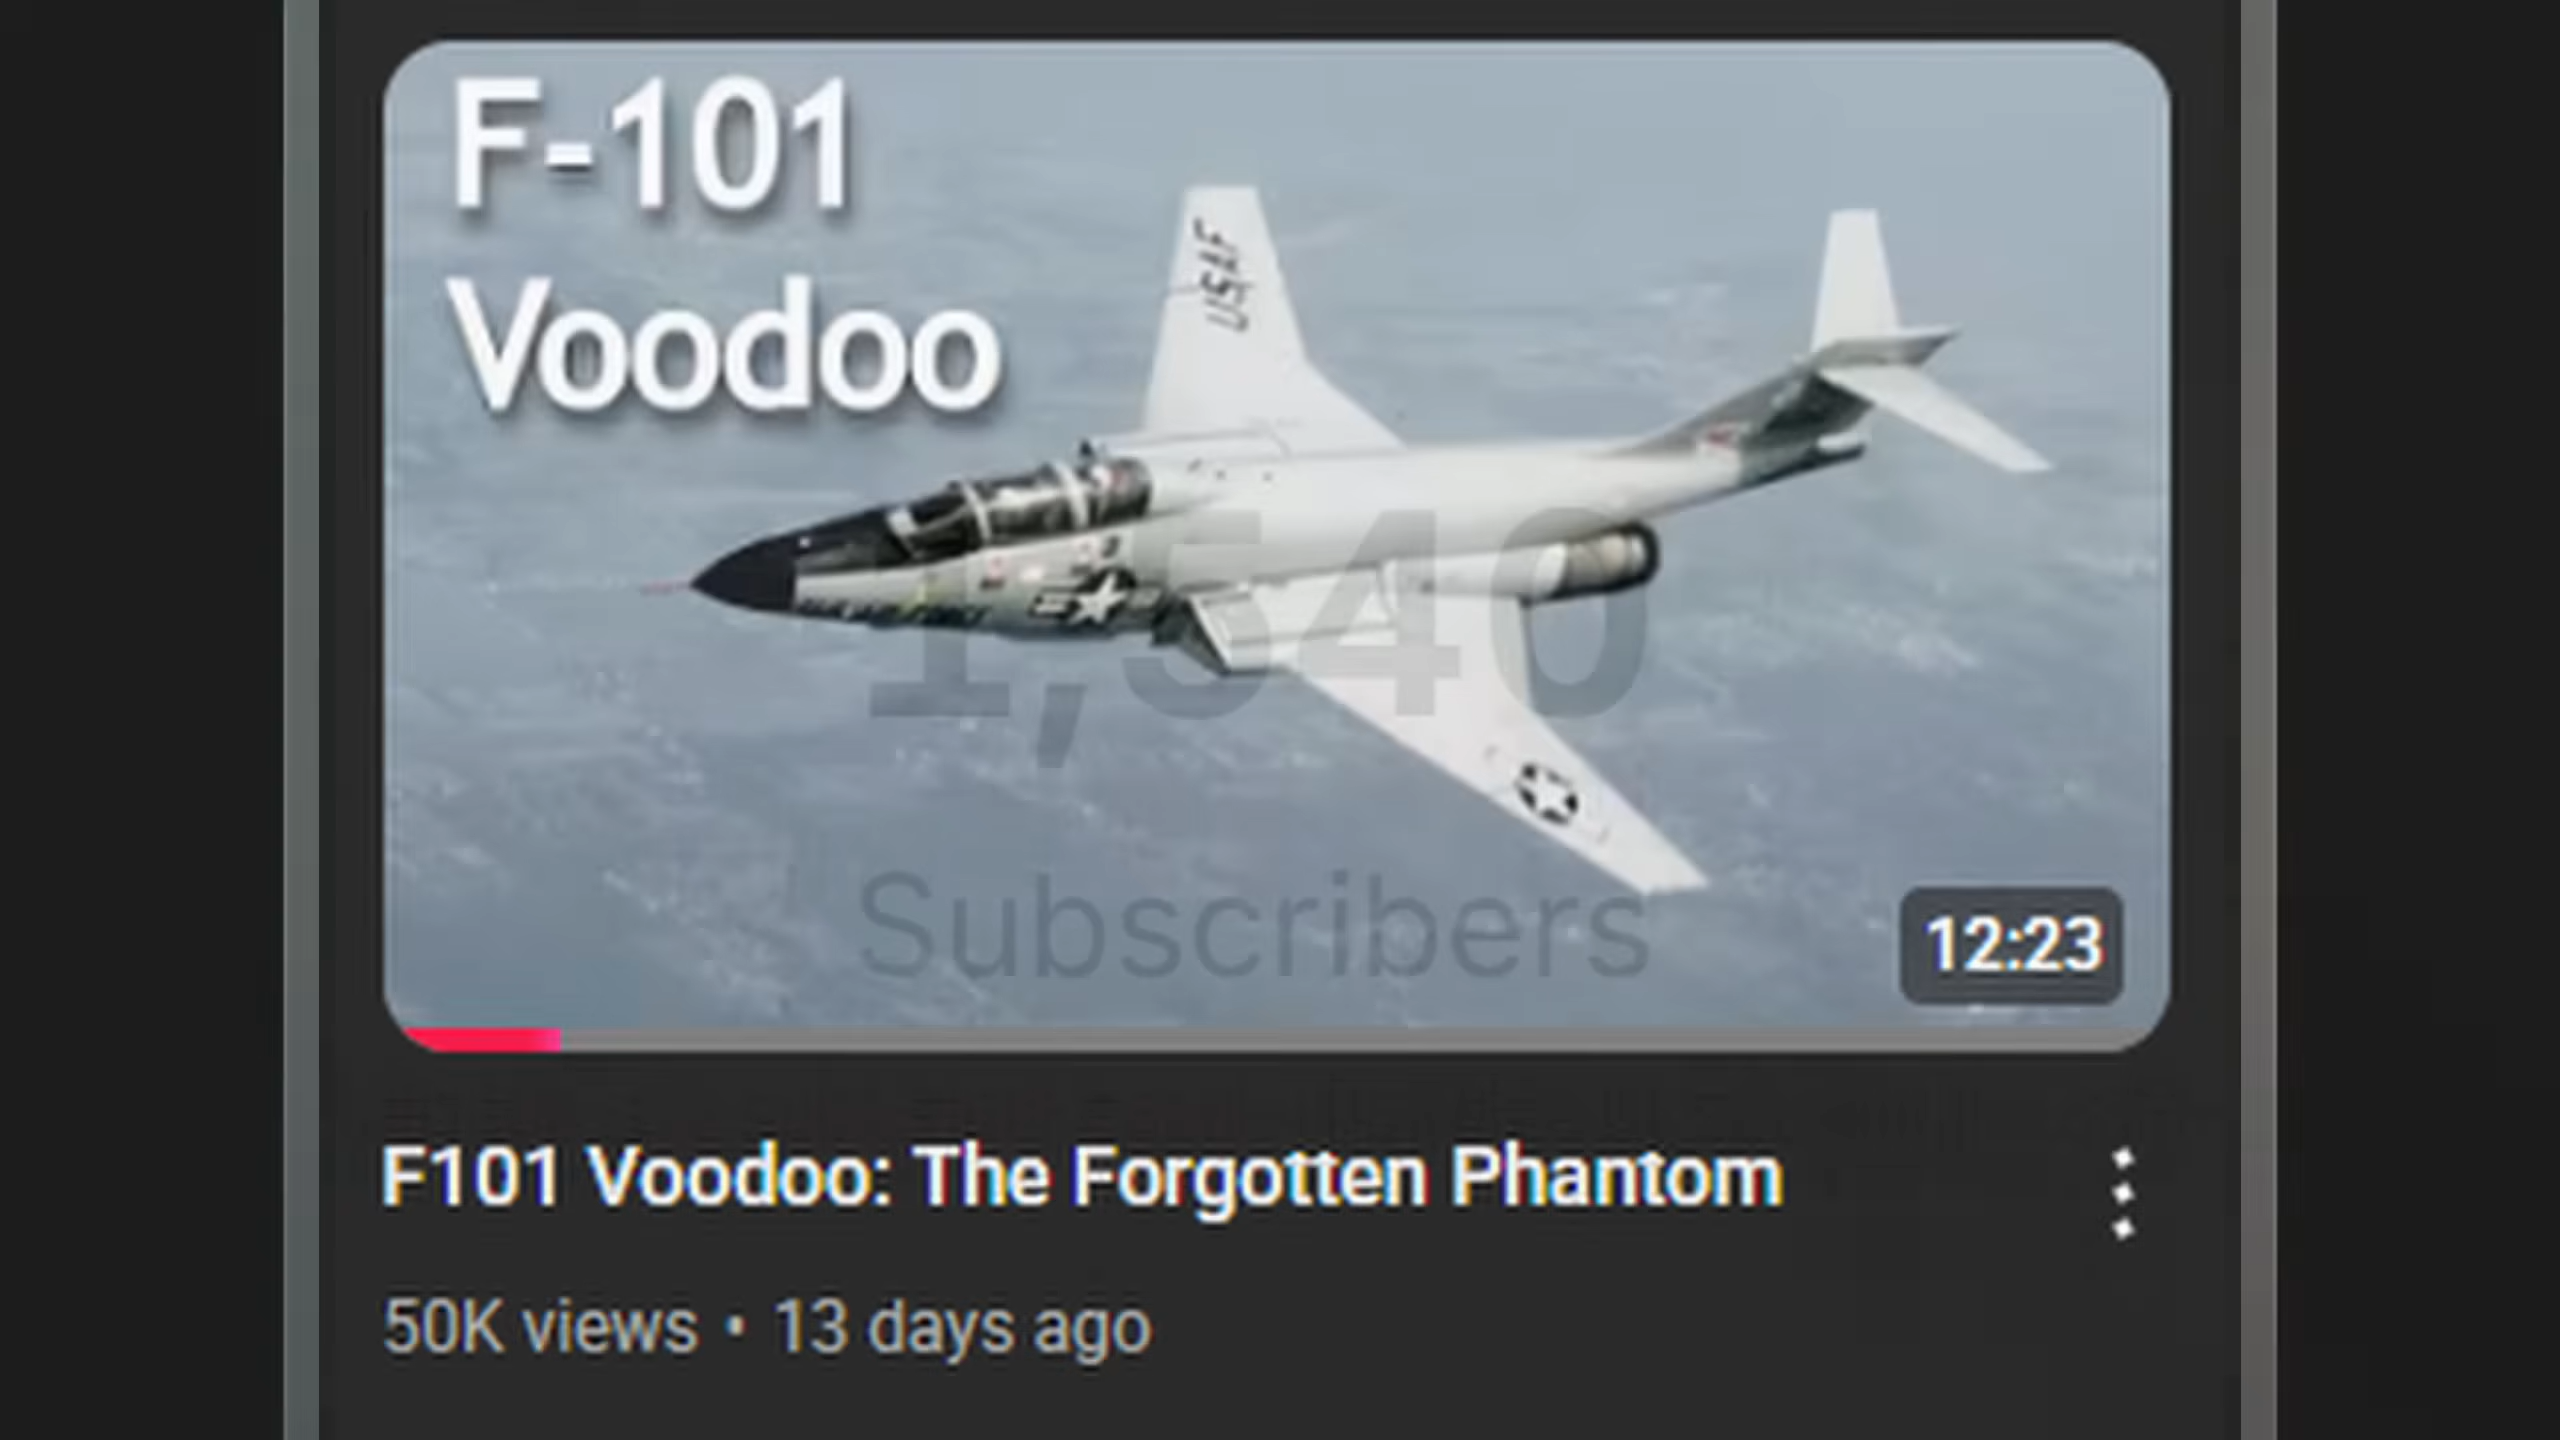 F-101
Voodoo
USAF
1,540
Subscribers
12:23
F101 Voodoo: The Forgotten Phantom
50K views • 13 days ago